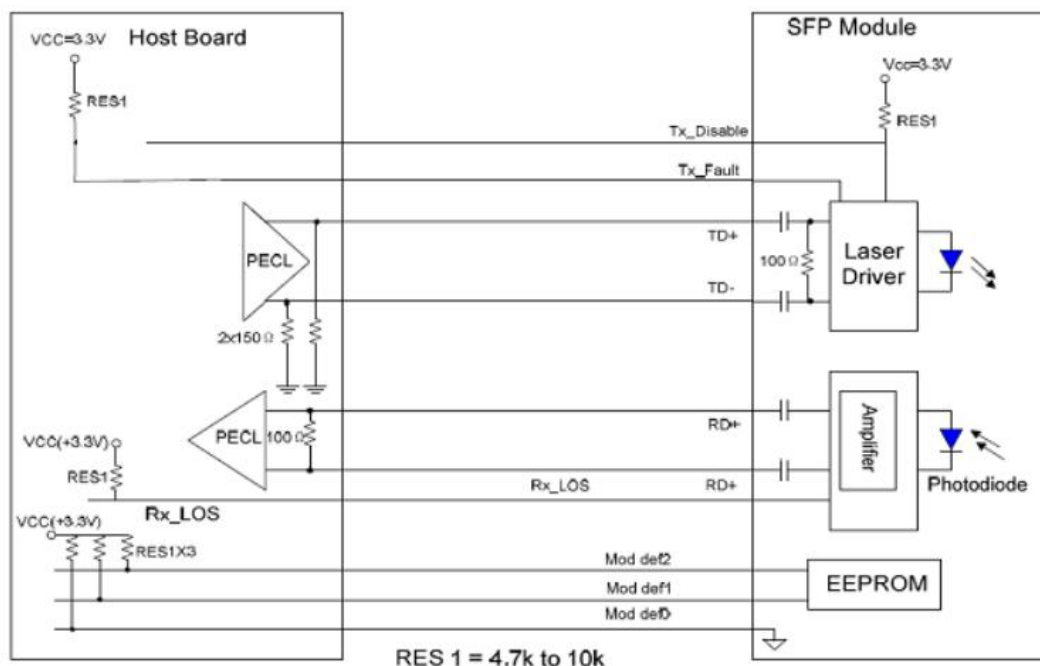 Host Board
SFP Module
VCC=3.3V
RES1
Vcc=3.3V
RES1
Tx_Disable
Tx_Fault
PECL
TD+
TD-
100Ω
Laser
Driver
2x150Ω
PECL
100Ω
RD+
RD+
Amplifier
Photodiode
VCC(+3.3V)
RES1
Rx_LOS
Rx_LOS
VCC(+3.3V)
RES1X3
Mod def2
Mod def1
Mod def0
EEPROM
RES 1 = 4.7k to 10k